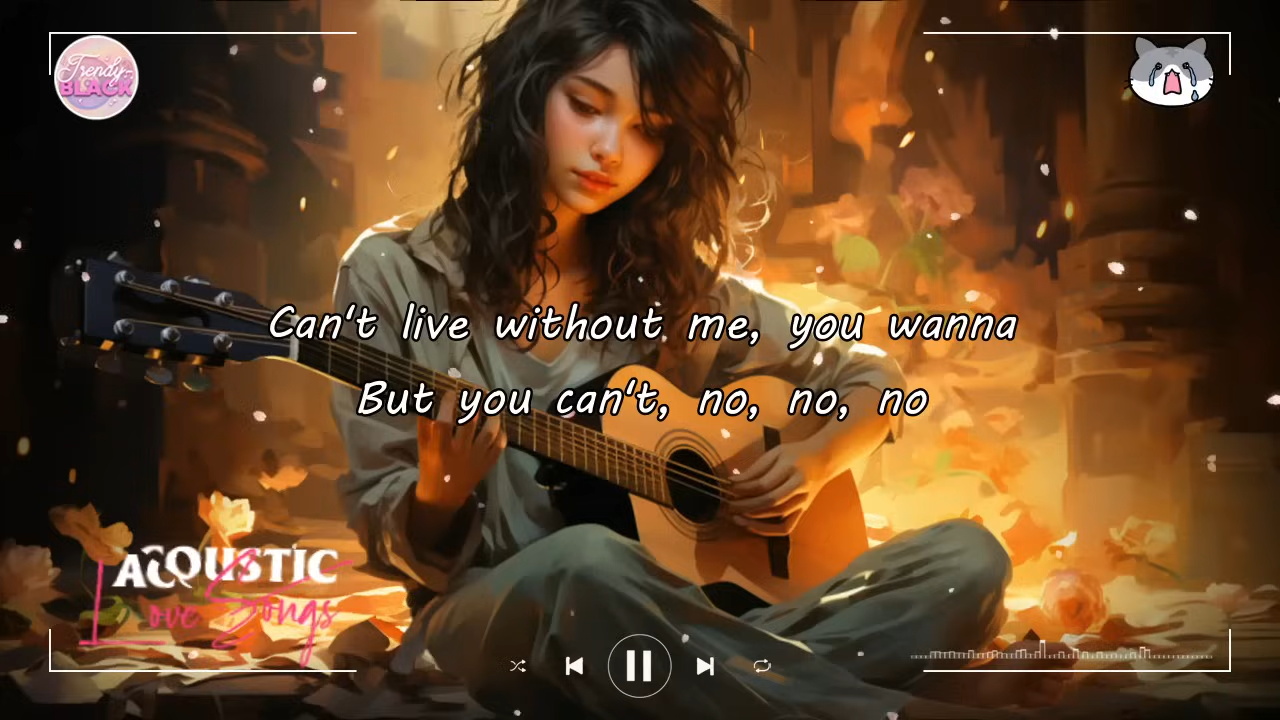 Trendy
BLACK
Can't live without me, you wanna
But you can't, no, no, no
ACOUSTIC
Love Songs